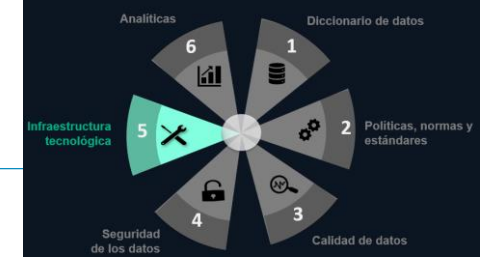 Analíticas
Diccionario de datos
6
1
Infraestructura
tecnológica
5
2
Políticas, normas y
estándares
4
3
Seguridad
de los datos
Calidad de datos